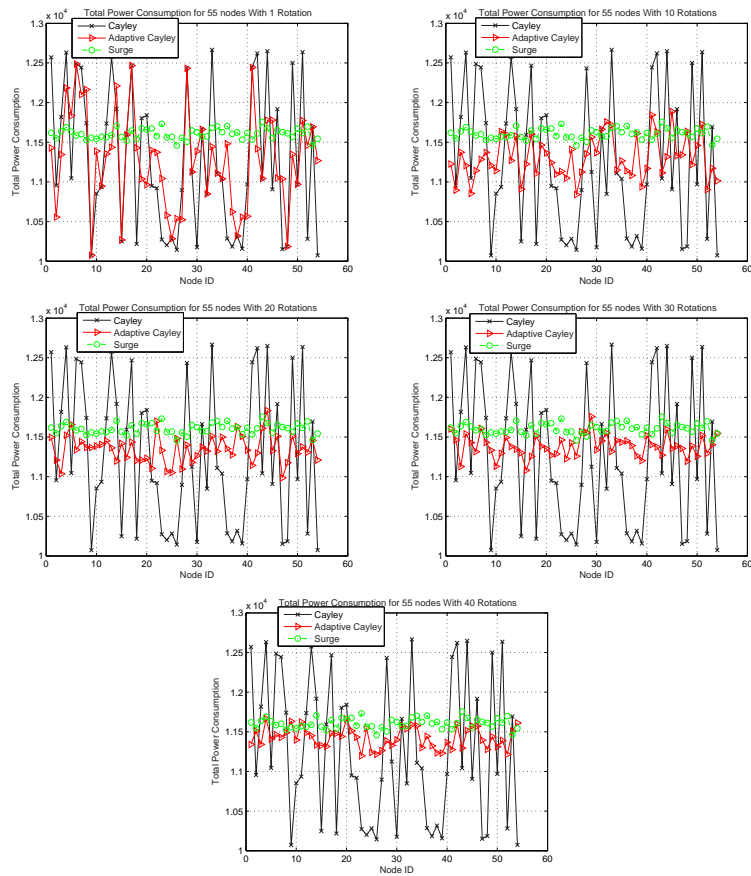 Total Power Consumption for 55 nodes With 1 Rotation
x 10^4
Cayley
Adaptive Cayley
Surge
Total Power Consumption
1.3
1.25
1.2
1.15
1.1
1.05
1
0 10 20 30 40 50 60
Node ID
Total Power Consumption for 55 nodes With 10 Rotations
x 10^4
Cayley
Adaptive Cayley
Surge
Total Power Consumption
1.3
1.25
1.2
1.15
1.1
1.05
1
0 10 20 30 40 50 60
Node ID
Total Power Consumption for 55 nodes With 20 Rotations
x 10^4
Cayley
Adaptive Cayley
Surge
Total Power Consumption
1.3
1.25
1.2
1.15
1.1
1.05
1
0 10 20 30 40 50 60
Node ID
Total Power Consumption for 55 nodes With 30 Rotations
x 10^4
Cayley
Adaptive Cayley
Surge
Total Power Consumption
1.3
1.25
1.2
1.15
1.1
1.05
1
0 10 20 30 40 50 60
Node ID
Total Power Consumption for 55 nodes With 40 Rotations
x 10^4
Cayley
Adaptive Cayley
Surge
Total Power Consumption
1.3
1.25
1.2
1.15
1.1
1.05
1
0 10 20 30 40 50 60
Node ID